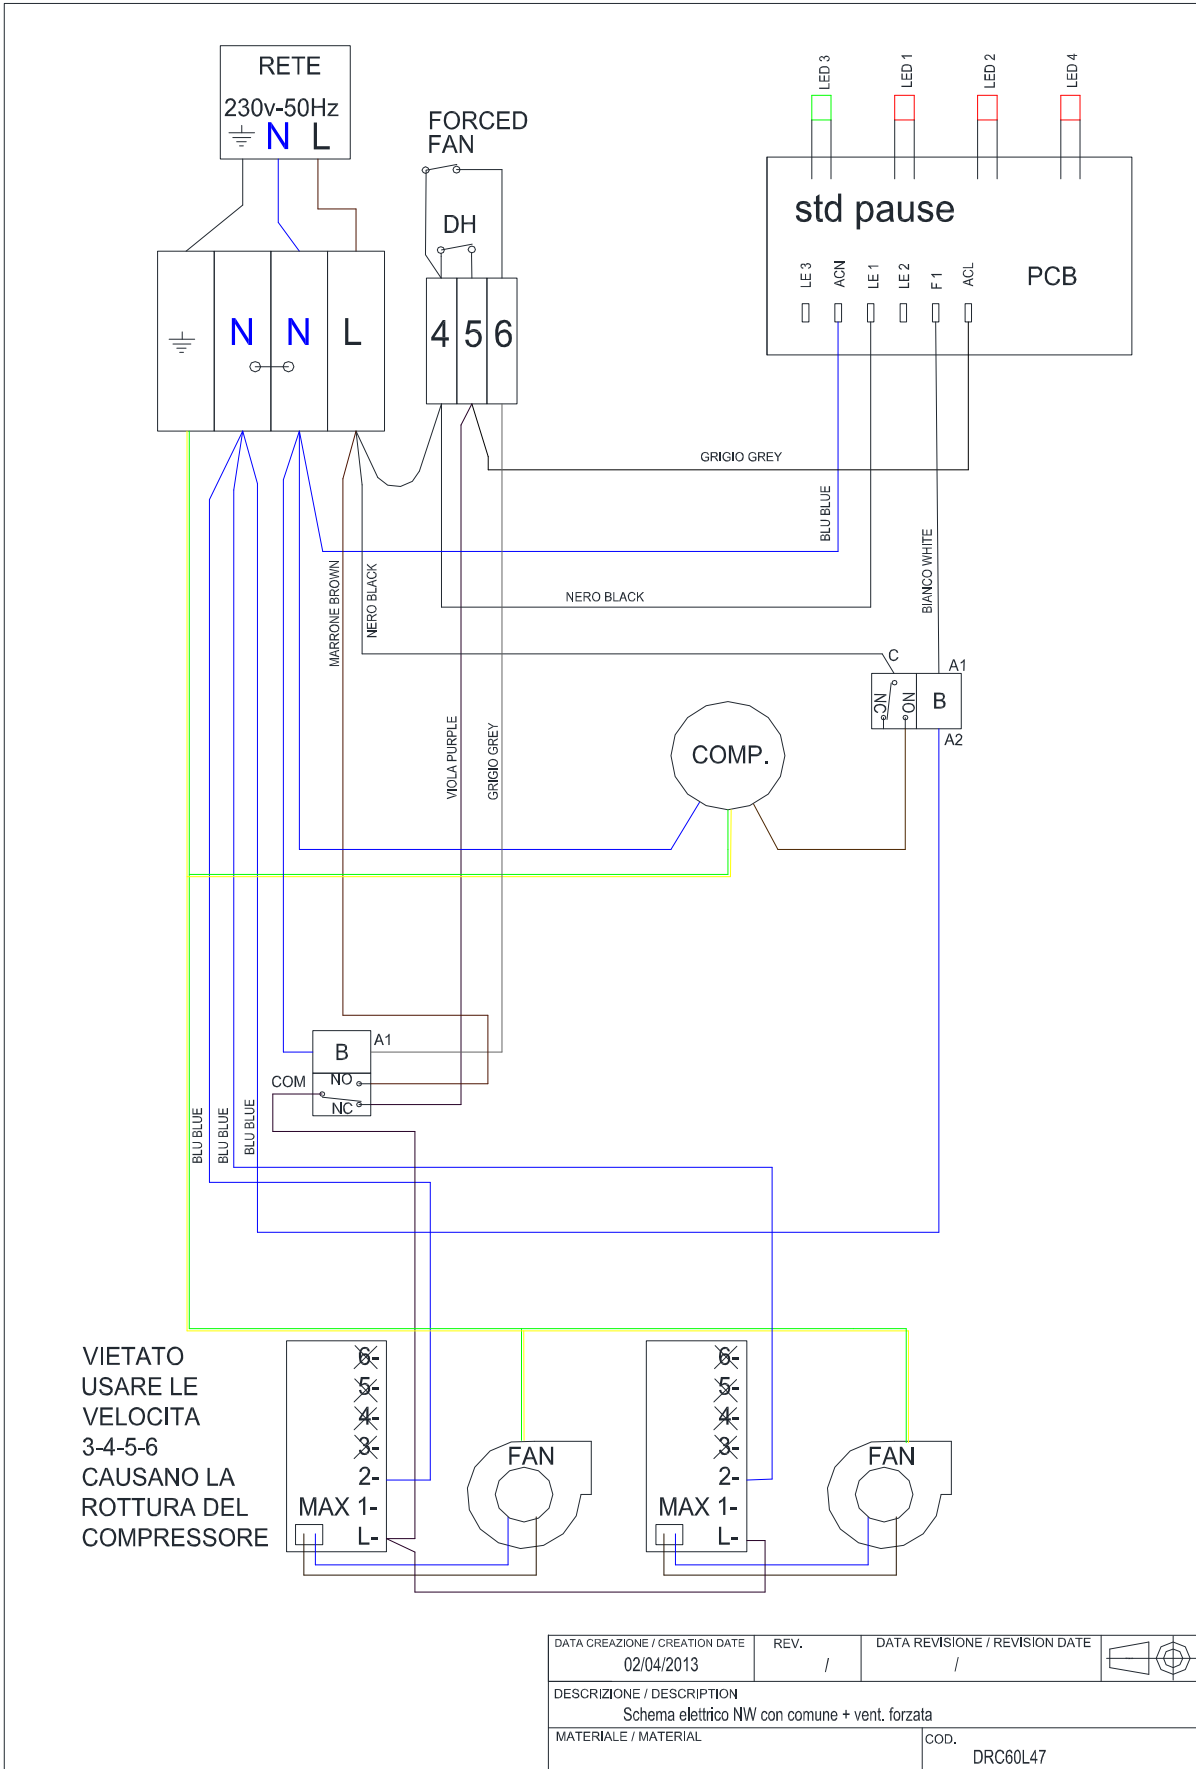 RETE
230v-50Hz
N L
FORCED
FAN
DH
LED 3
LED 1
LED 2
LED 4
std pause
LE 3
ACN
LE 1
LE 2
F 1
ACL
PCB
N N L
4 5 6
GRIGIO GREY
BLU BLUE
BIANCO WHITE
MARRONE BROWN
NERO BLACK
NERO BLACK
C
A1
NC
NO
B
A2
COMP.
VIOLA PURPLE
GRIGIO GREY
B
A1
COM
NO
NC
BLU BLUE
BLU BLUE
BLU BLUE
VIETATO
USARE LE
VELOCITA
3-4-5-6
CAUSANO LA
ROTTURA DEL
COMPRESSORE
6-
5-
4-
3-
2-
MAX 1-
L-
FAN
6-
5-
4-
3-
2-
MAX 1-
L-
FAN
DATA CREAZIONE / CREATION DATE
02/04/2013
REV.
/
DATA REVISIONE / REVISION DATE
/
DESCRIZIONE / DESCRIPTION
Schema elettrico NW con comune + vent. forzata
MATERIALE / MATERIAL
COD.
DRC60L47